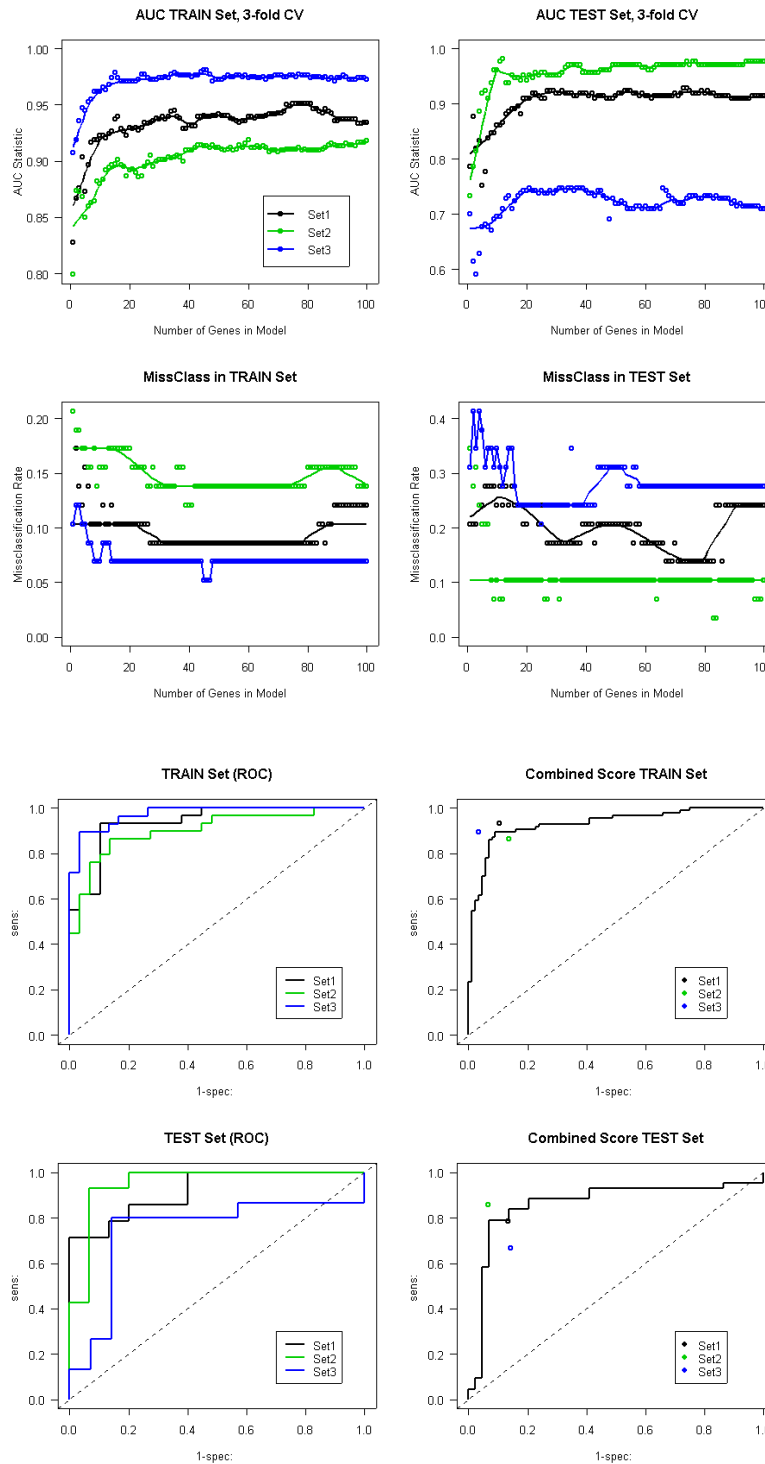 AUC TRAIN Set, 3-fold CV
AUC Statistic
1.00
0.95
0.90
0.85
0.80
Set1
Set2
Set3
0 20 40 60 80 100
Number of Genes in Model
AUC TEST Set, 3-fold CV
AUC Statistic
1.0
0.9
0.8
0.7
0.6
0 20 40 60 80 100
Number of Genes in Model
MissClass in TRAIN Set
Missclassification Rate
0.20
0.15
0.10
0.05
0.00
0 20 40 60 80 100
Number of Genes in Model
MissClass in TEST Set
Misclassification Rate
0.4
0.3
0.2
0.1
0.0
0 20 40 60 80 100
Number of Genes in Model
TRAIN Set (ROC)
sens:
1.0
0.8
0.6
0.4
0.2
0.0
Set1
Set2
Set3
0.0 0.2 0.4 0.6 0.8 1.0
1-spec:
Combined Score TRAIN Set
sens:
1.0
0.8
0.6
0.4
0.2
0.0
Set1
Set2
Set3
0.0 0.2 0.4 0.6 0.8 1.0
1-spec:
TEST Set (ROC)
sens:
1.0
0.8
0.6
0.4
0.2
0.0
Set1
Set2
Set3
0.0 0.2 0.4 0.6 0.8 1.0
1-spec:
Combined Score TEST Set
sens:
1.0
0.8
0.6
0.4
0.2
0.0
Set1
Set2
Set3
0.0 0.2 0.4 0.6 0.8 1.0
1-spec: